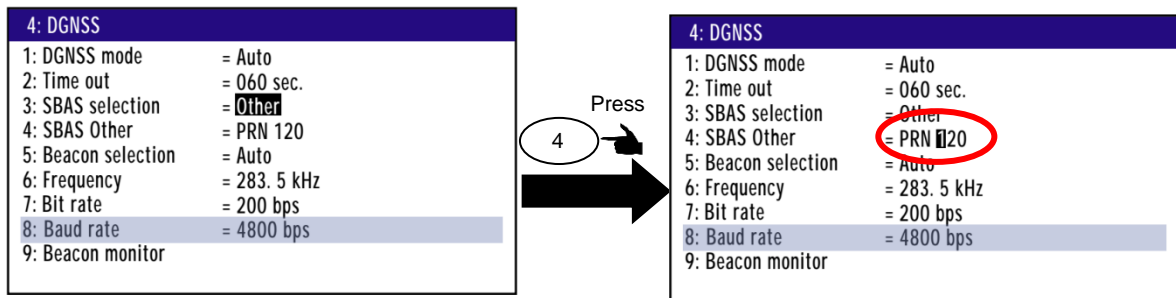 4: DGNSS
1: DGNSS mode = Auto
2: Time out = 060 sec.
3: SBAS selection = Other
4: SBAS Other = PRN 120
5: Beacon selection = Auto
6: Frequency = 283. 5 kHz
7: Bit rate = 200 bps
8: Baud rate = 4800 bps
9: Beacon monitor
Press
4
4: DGNSS
1: DGNSS mode = Auto
2: Time out = 060 sec.
3: SBAS selection = Other
4: SBAS Other = PRN 120
5: Beacon selection = Auto
6: Frequency = 283. 5 kHz
7: Bit rate = 200 bps
8: Baud rate = 4800 bps
9: Beacon monitor